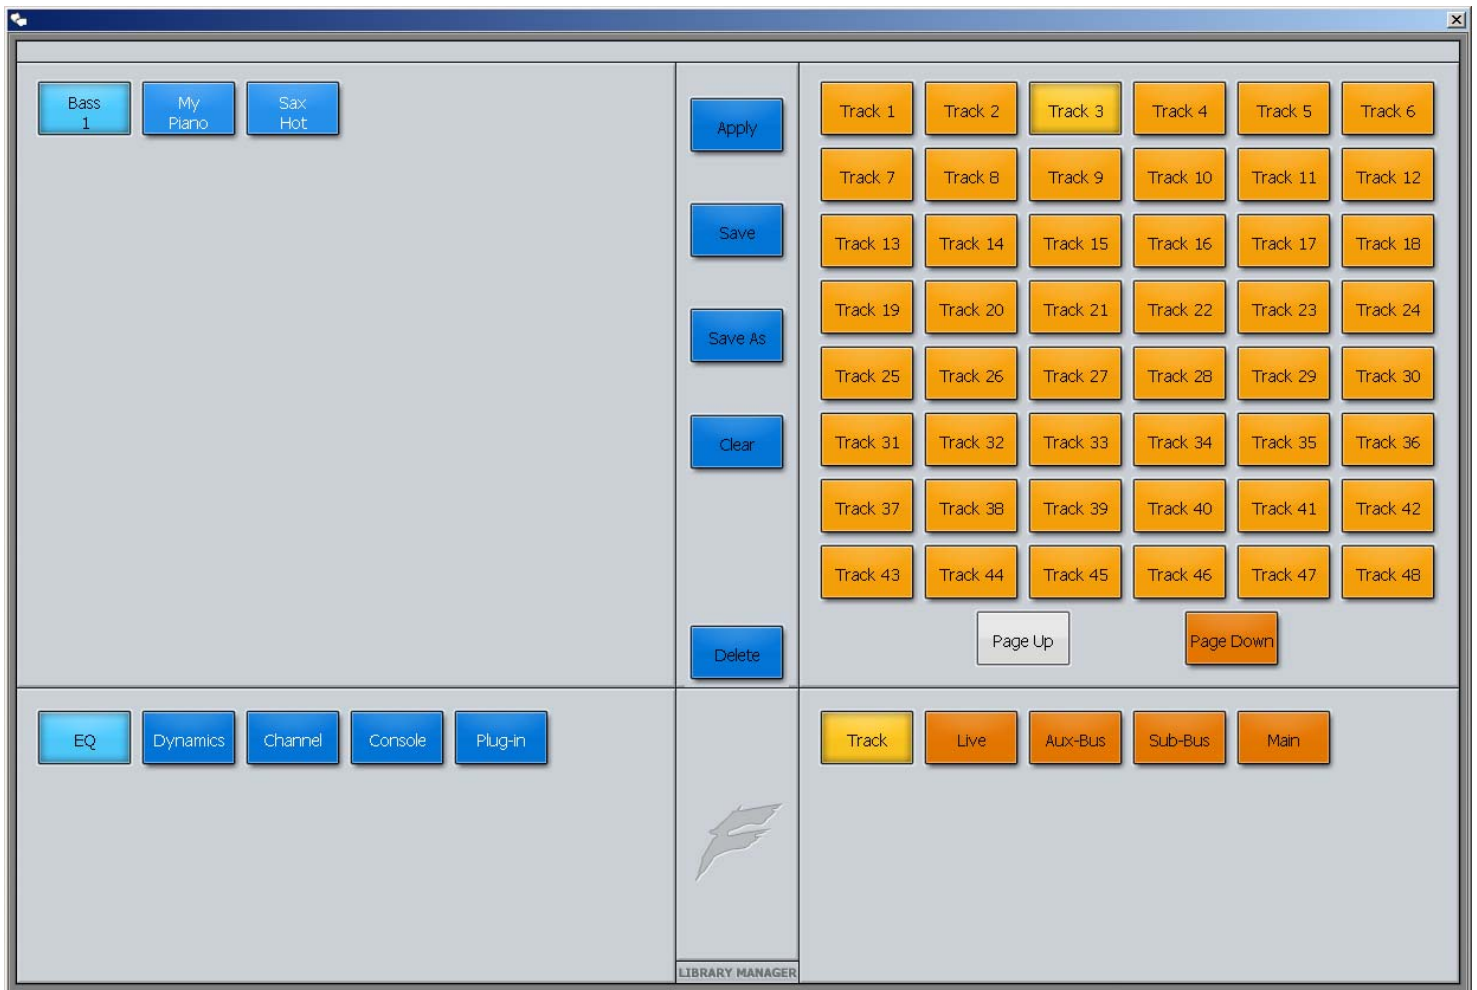 Bass
1
My
Piano
Sax
Hot
Apply
Save
Save As
Clear
Delete
Track 1 Track 2 Track 3 Track 4 Track 5 Track 6
Track 7 Track 8 Track 9 Track 10 Track 11 Track 12
Track 13 Track 14 Track 15 Track 16 Track 17 Track 18
Track 19 Track 20 Track 21 Track 22 Track 23 Track 24
Track 25 Track 26 Track 27 Track 28 Track 29 Track 30
Track 31 Track 32 Track 33 Track 34 Track 35 Track 36
Track 37 Track 38 Track 39 Track 40 Track 41 Track 42
Track 43 Track 44 Track 45 Track 46 Track 47 Track 48
Page Up Page Down
EQ Dynamics Channel Console Plug-in
Track Live Aux-Bus Sub-Bus Main
LIBRARY MANAGER